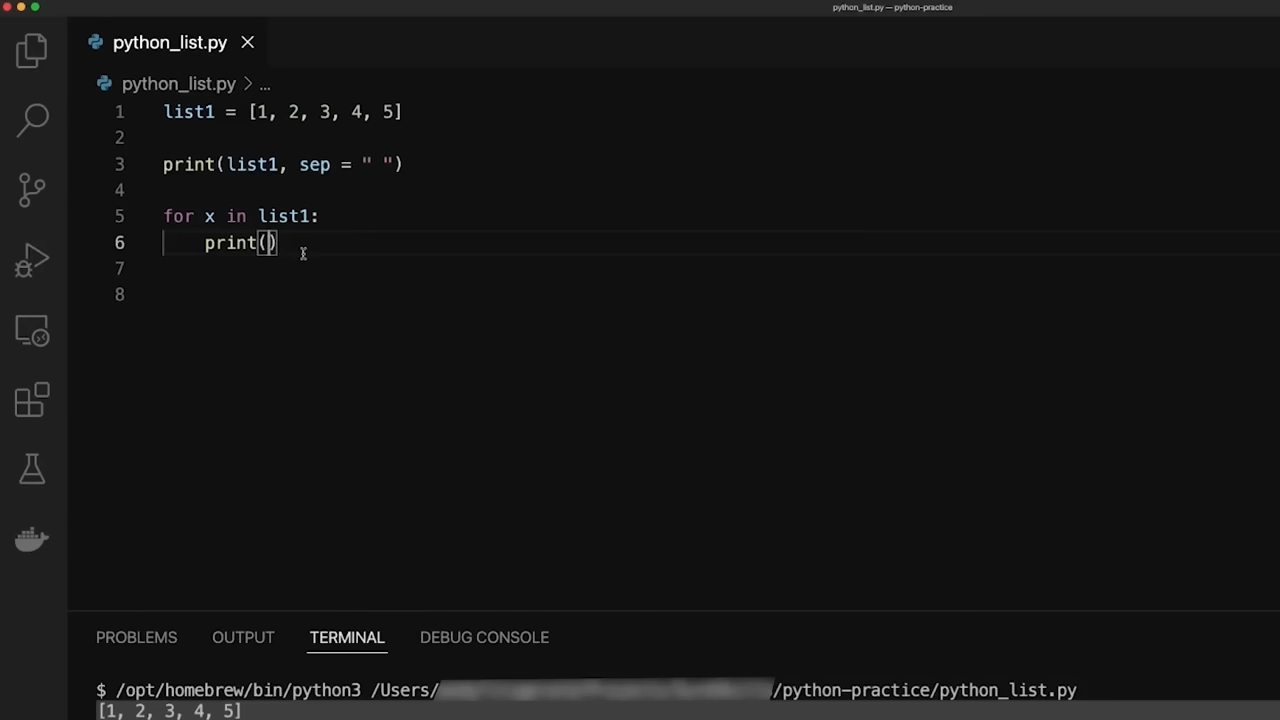 python_list.py — python-practice
python_list.py
python_list.py > ...
1 list1 = [1, 2, 3, 4, 5]
2
3 print(list1, sep = " ")
4
5 for x in list1:
6     print()
7
8
PROBLEMS OUTPUT TERMINAL DEBUG CONSOLE
$ /opt/homebrew/bin/python3 /Users/ /python-practice/python_list.py
[1, 2, 3, 4, 5]